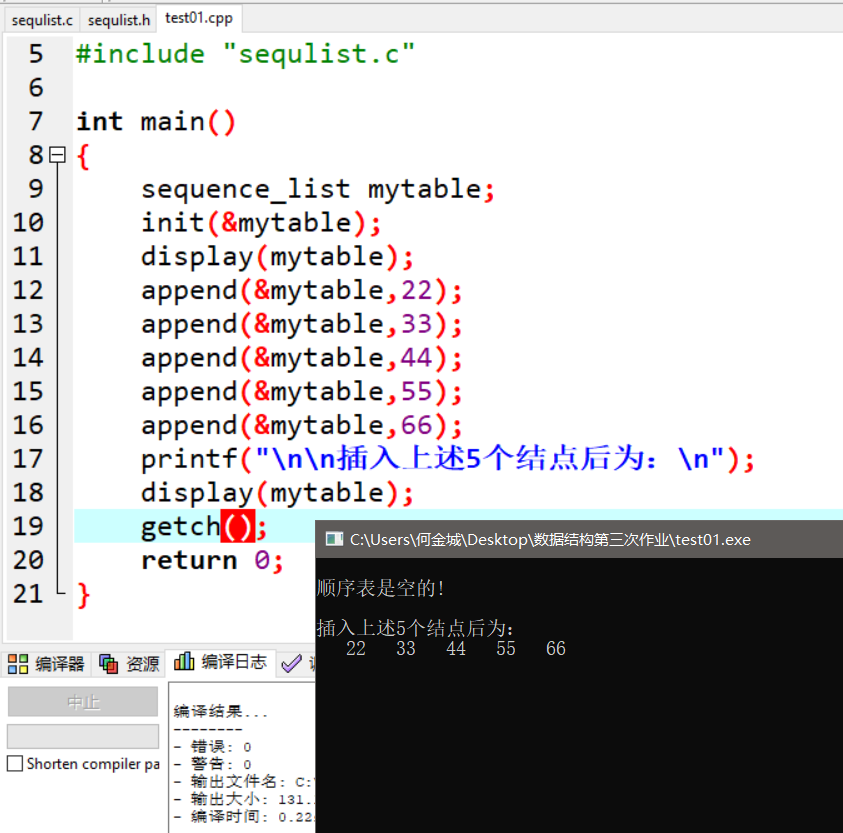 sequlist.c sequlist.h test01.cpp
5 #include "sequlist.c"
6
7 int main()
8 {
9 sequence_list mytable;
10 init(&mytable);
11 display(mytable);
12 append(&mytable,22);
13 append(&mytable,33);
14 append(&mytable,44);
15 append(&mytable,55);
16 append(&mytable,66);
17 printf("\n\n插入上述5个结点后为：\n");
18 display(mytable);
19 getch();
20 return 0;
21 }
C:\Users\何金城\Desktop\数据结构第三次作业\test01.exe
顺序表是空的！
插入上述5个结点后为：
22 33 44 55 66
编译器 资源 编译日志
中止
Shorten compiler pa
编译结果...
--------
- 错误: 0
- 警告: 0
- 输出文件名: C:
- 输出大小: 131.
- 编译时间: 0.22